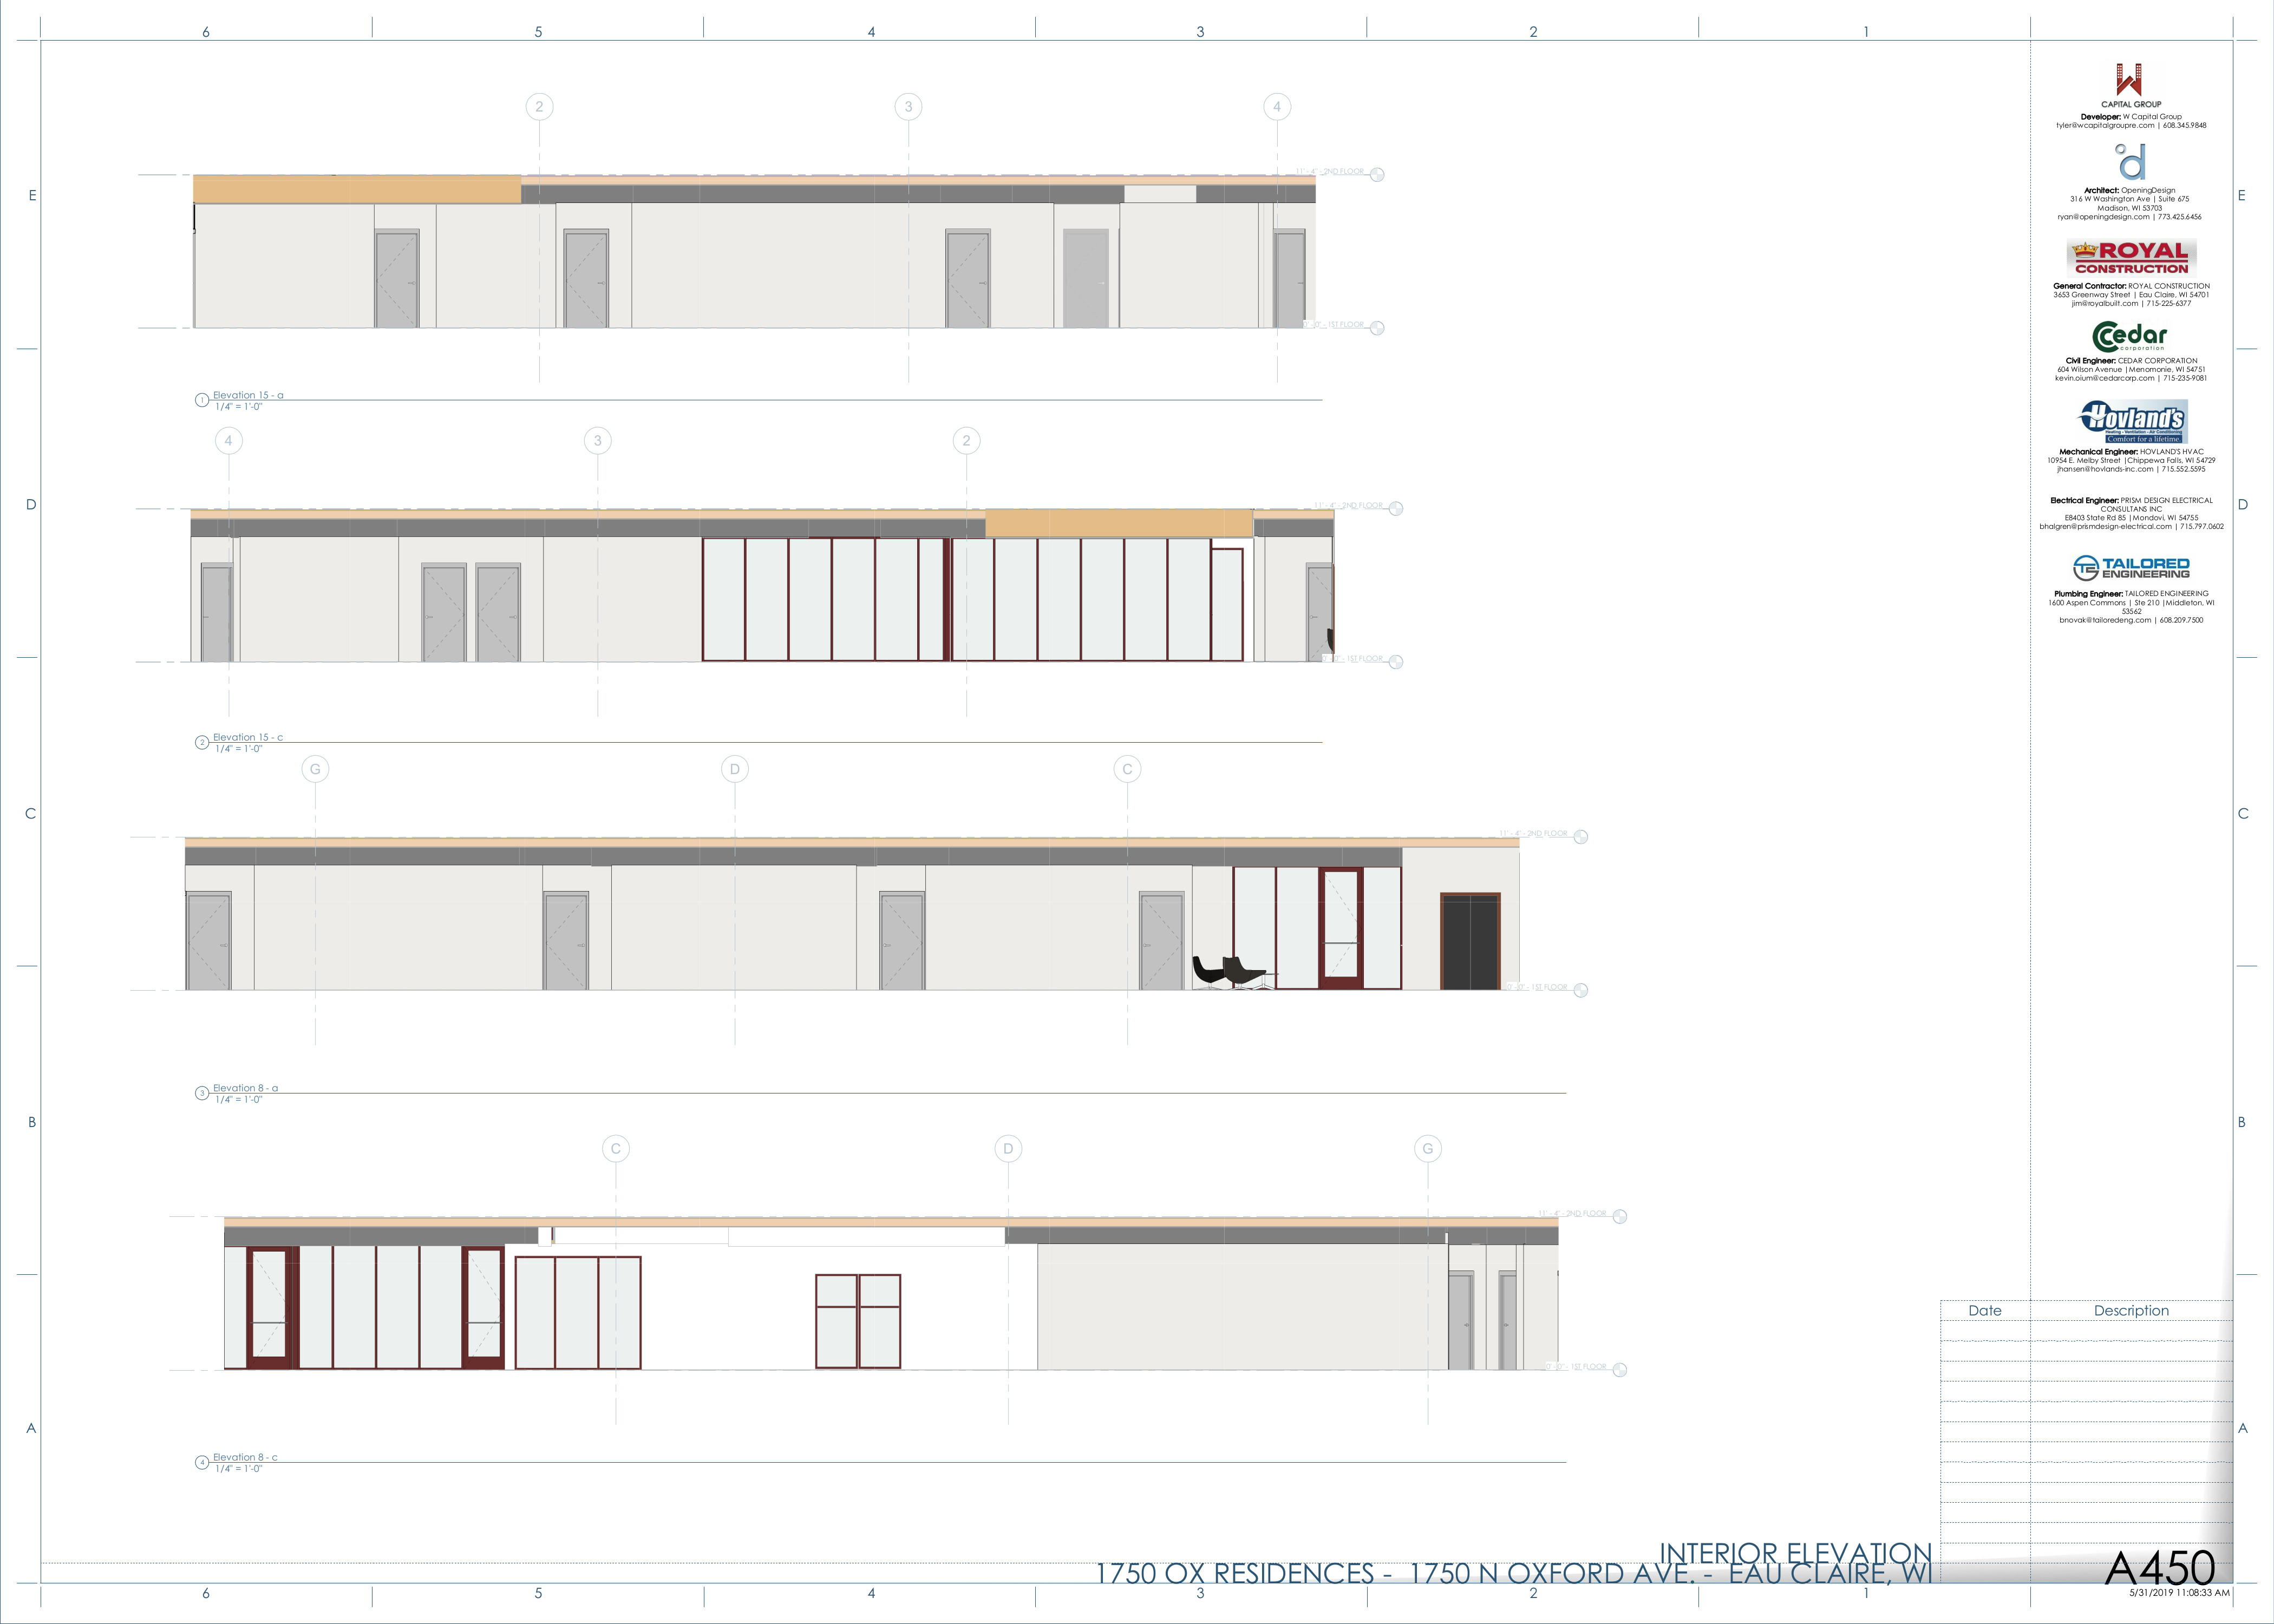 6 5 4 3 2 1
E E
D D
C C
B B
A A
2 3 4
11' - 4" - 2ND FLOOR
0' - 0" - 1ST FLOOR
1 Elevation 15 - a
1/4" = 1'-0"
4 3 2
11' - 4" - 2ND FLOOR
0' - 0" - 1ST FLOOR
2 Elevation 15 - c
1/4" = 1'-0"
G D C
11' - 4" - 2ND FLOOR
0' - 0" - 1ST FLOOR
3 Elevation 8 - a
1/4" = 1'-0"
C D G
11' - 4" - 2ND FLOOR
0' - 0" - 1ST FLOOR
4 Elevation 8 - c
1/4" = 1'-0"
W
CAPITAL GROUP
Developer: W Capital Group
tyler@wcapitalgroupre.com | 608.345.9848
d
Architect: OpeningDesign
316 W Washington Ave | Suite 675
Madison, WI 53703
ryan@openingdesign.com | 773.425.6456
ROYAL
CONSTRUCTION
General Contractor: ROYAL CONSTRUCTION
3653 Greenway Street | Eau Claire, WI 54701
jim@royalbuilt.com | 715-225-6377
Cedar
corporation
Civil Engineer: CEDAR CORPORATION
604 Wilson Avenue |Menomonie, WI 54751
kevin.oium@cedarcorp.com | 715-235-9081
Hovland's
Heating - Ventilation - Air Conditioning
Comfort for a lifetime.
Mechanical Engineer: HOVLAND'S HVAC
10954 E. Melby Street |Chippewa Falls, WI 54729
jhansen@hovlands-inc.com | 715.552.5595
Electrical Engineer: PRISM DESIGN ELECTRICAL
CONSULTANS INC
E8403 State Rd 85 |Mondovi, WI 54755
bhalgren@prismdesign-electrical.com | 715.797.0602
TE TAILORED
ENGINEERING
Plumbing Engineer: TAILORED ENGINEERING
1600 Aspen Commons | Ste 210 |Middleton, WI
53562
bnovak@tailoredeng.com | 608.209.7500
Date Description
INTERIOR ELEVATION
1750 OX RESIDENCES - 1750 N OXFORD AVE. - EAU CLAIRE, WI
A450
5/31/2019 11:08:33 AM
6 5 4 3 2 1